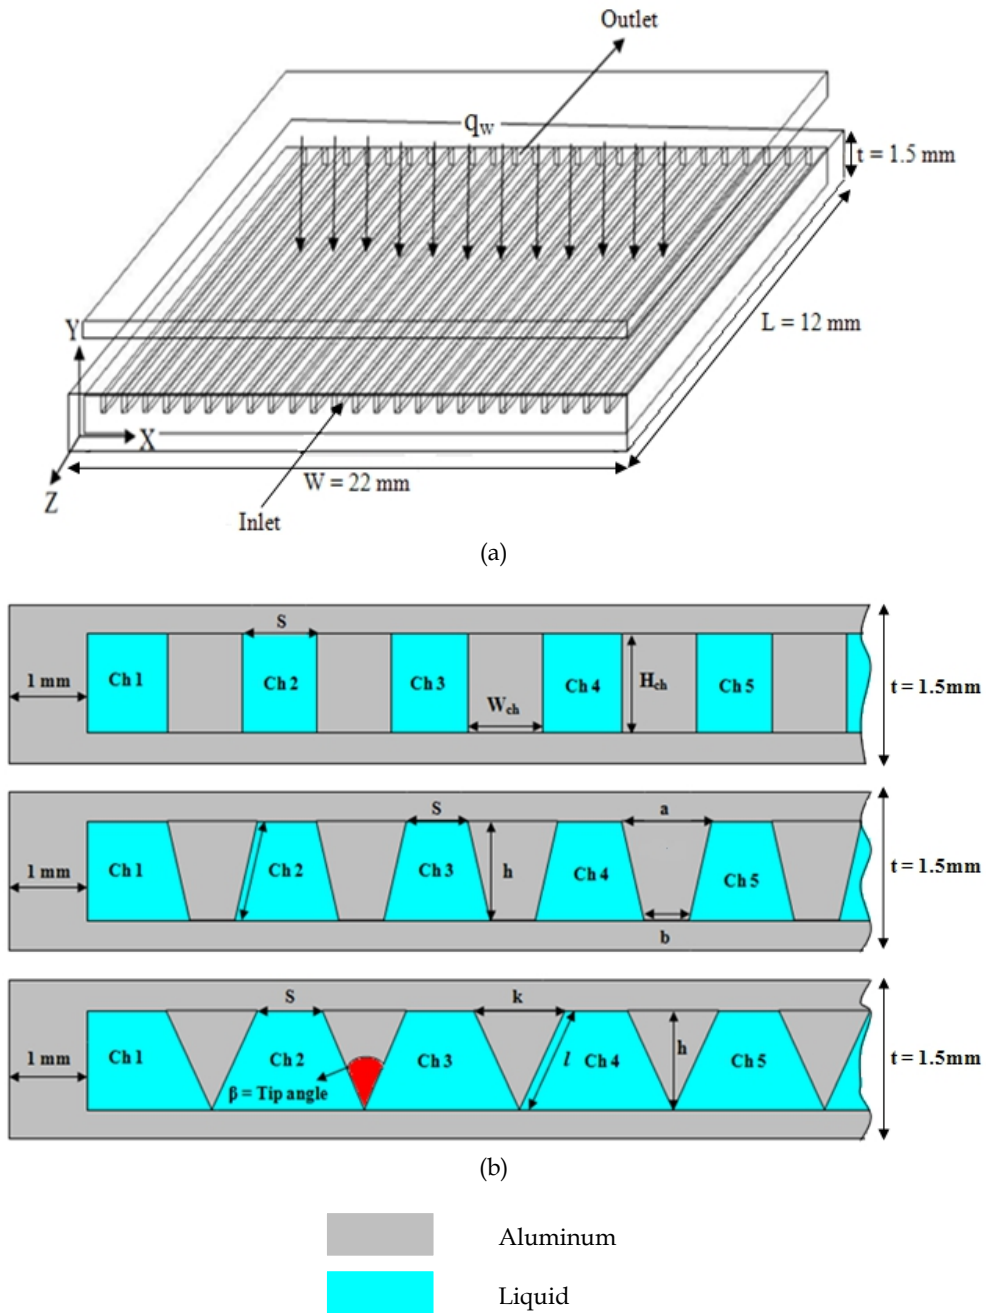 Outlet
q_w
t = 1.5 mm
Y
L = 12 mm
X
Z
W = 22 mm
Inlet
(a)
S
1 mm
Ch 1
Ch 2
Ch 3
W_ch
Ch 4
H_ch
Ch 5
t = 1.5mm
S
a
1 mm
Ch 1
Ch 2
Ch 3
h
Ch 4
Ch 5
b
t = 1.5mm
S
k
1 mm
Ch 1
Ch 2
Ch 3
l
Ch 4
h
Ch 5
β = Tip angle
t = 1.5mm
(b)
Aluminum
Liquid